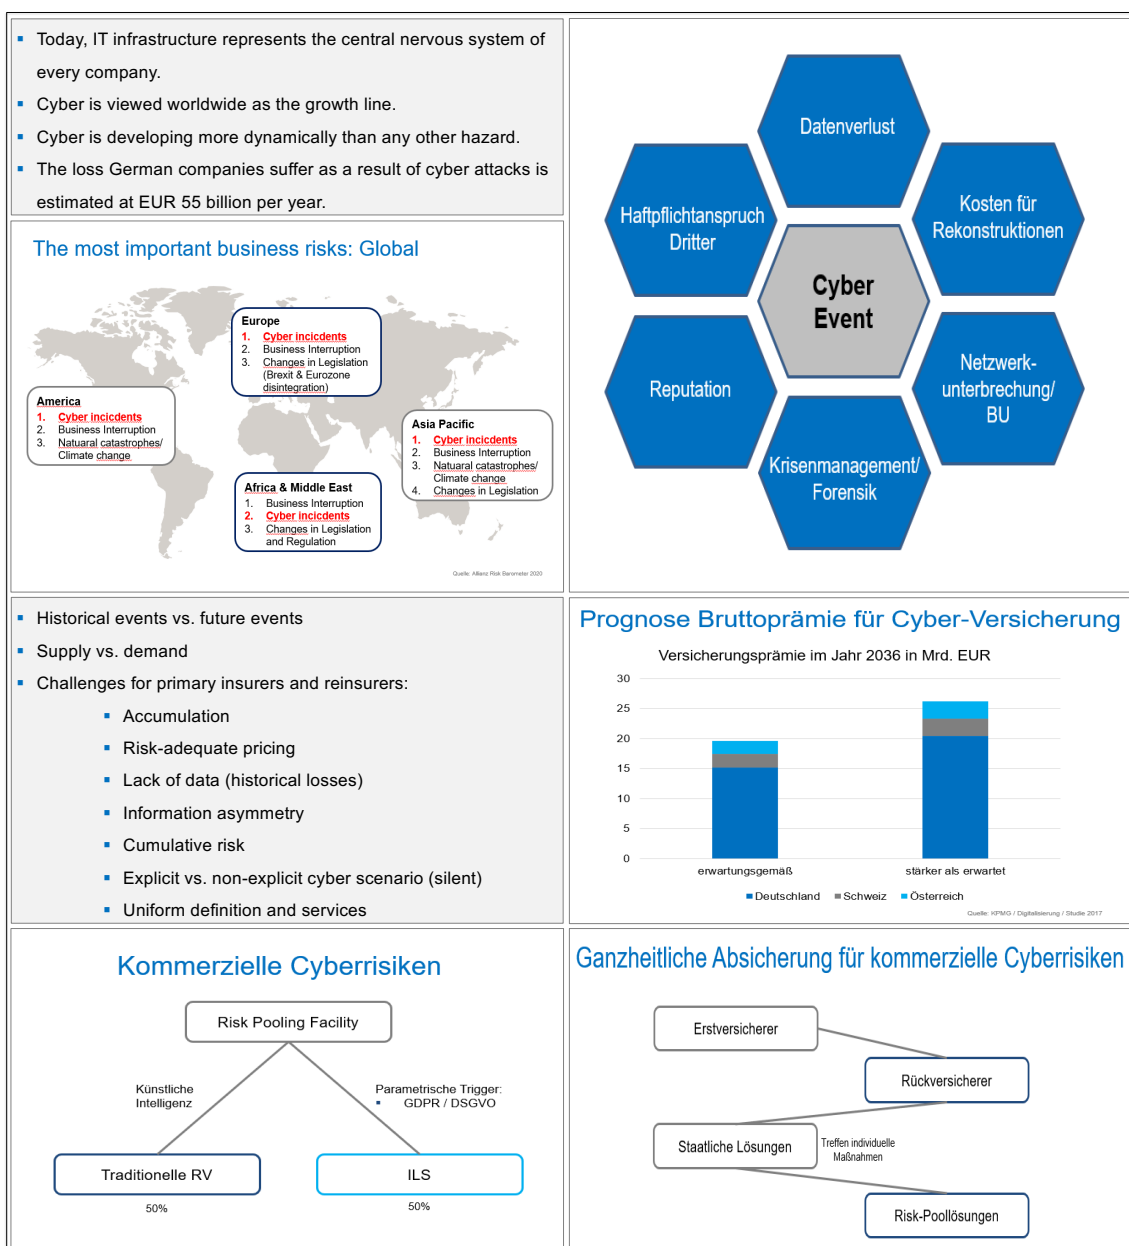 ▪ Today, IT infrastructure represents the central nervous system of
every company.
▪ Cyber is viewed worldwide as the growth line.
▪ Cyber is developing more dynamically than any other hazard.
▪ The loss German companies suffer as a result of cyber attacks is
estimated at EUR 55 billion per year.
Datenverlust
Haftpflichtanspruch
Dritter
Kosten für
Rekonstruktionen
Cyber
Event
Reputation
Netzwerk-
unterbrechung/
BU
Krisenmanagement/
Forensik
The most important business risks: Global
Europe
1. Cyber incicdents
2. Business Interruption
3. Changes in Legislation
(Brexit & Eurozone
disintegration)
America
1. Cyber incicdents
2. Business Interruption
3. Natuaral catastrophes/
Climate change
Asia Pacific
1. Cyber incicdents
2. Business Interruption
3. Natuaral catastrophes/
Climate change
4. Changes in Legislation
Africa & Middle East
1. Business Interruption
2. Cyber incicdents
3. Changes in Legislation
and Regulation
Quelle: Allianz Risk Barometer 2020
▪ Historical events vs. future events
▪ Supply vs. demand
▪ Challenges for primary insurers and reinsurers:
▪ Accumulation
▪ Risk-adequate pricing
▪ Lack of data (historical losses)
▪ Information asymmetry
▪ Cumulative risk
▪ Explicit vs. non-explicit cyber scenario (silent)
▪ Uniform definition and services
Prognose Bruttoprämie für Cyber-Versicherung
Versicherungsprämie im Jahr 2036 in Mrd. EUR
30
25
20
15
10
5
0
erwartungsgemäß
stärker als erwartet
Deutschland Schweiz Österreich
Quelle: KPMG / Digitalisierung / Studie 2017
Kommerzielle Cyberrisiken
Risk Pooling Facility
Künstliche
Intelligenz
Parametrische Trigger:
▪ GDPR / DSGVO
Traditionelle RV
ILS
50%
50%
Ganzheitliche Absicherung für kommerzielle Cyberrisiken
Erstversicherer
Rückversicherer
Staatliche Lösungen
Treffen individuelle
Maßnahmen
Risk-Poollösungen